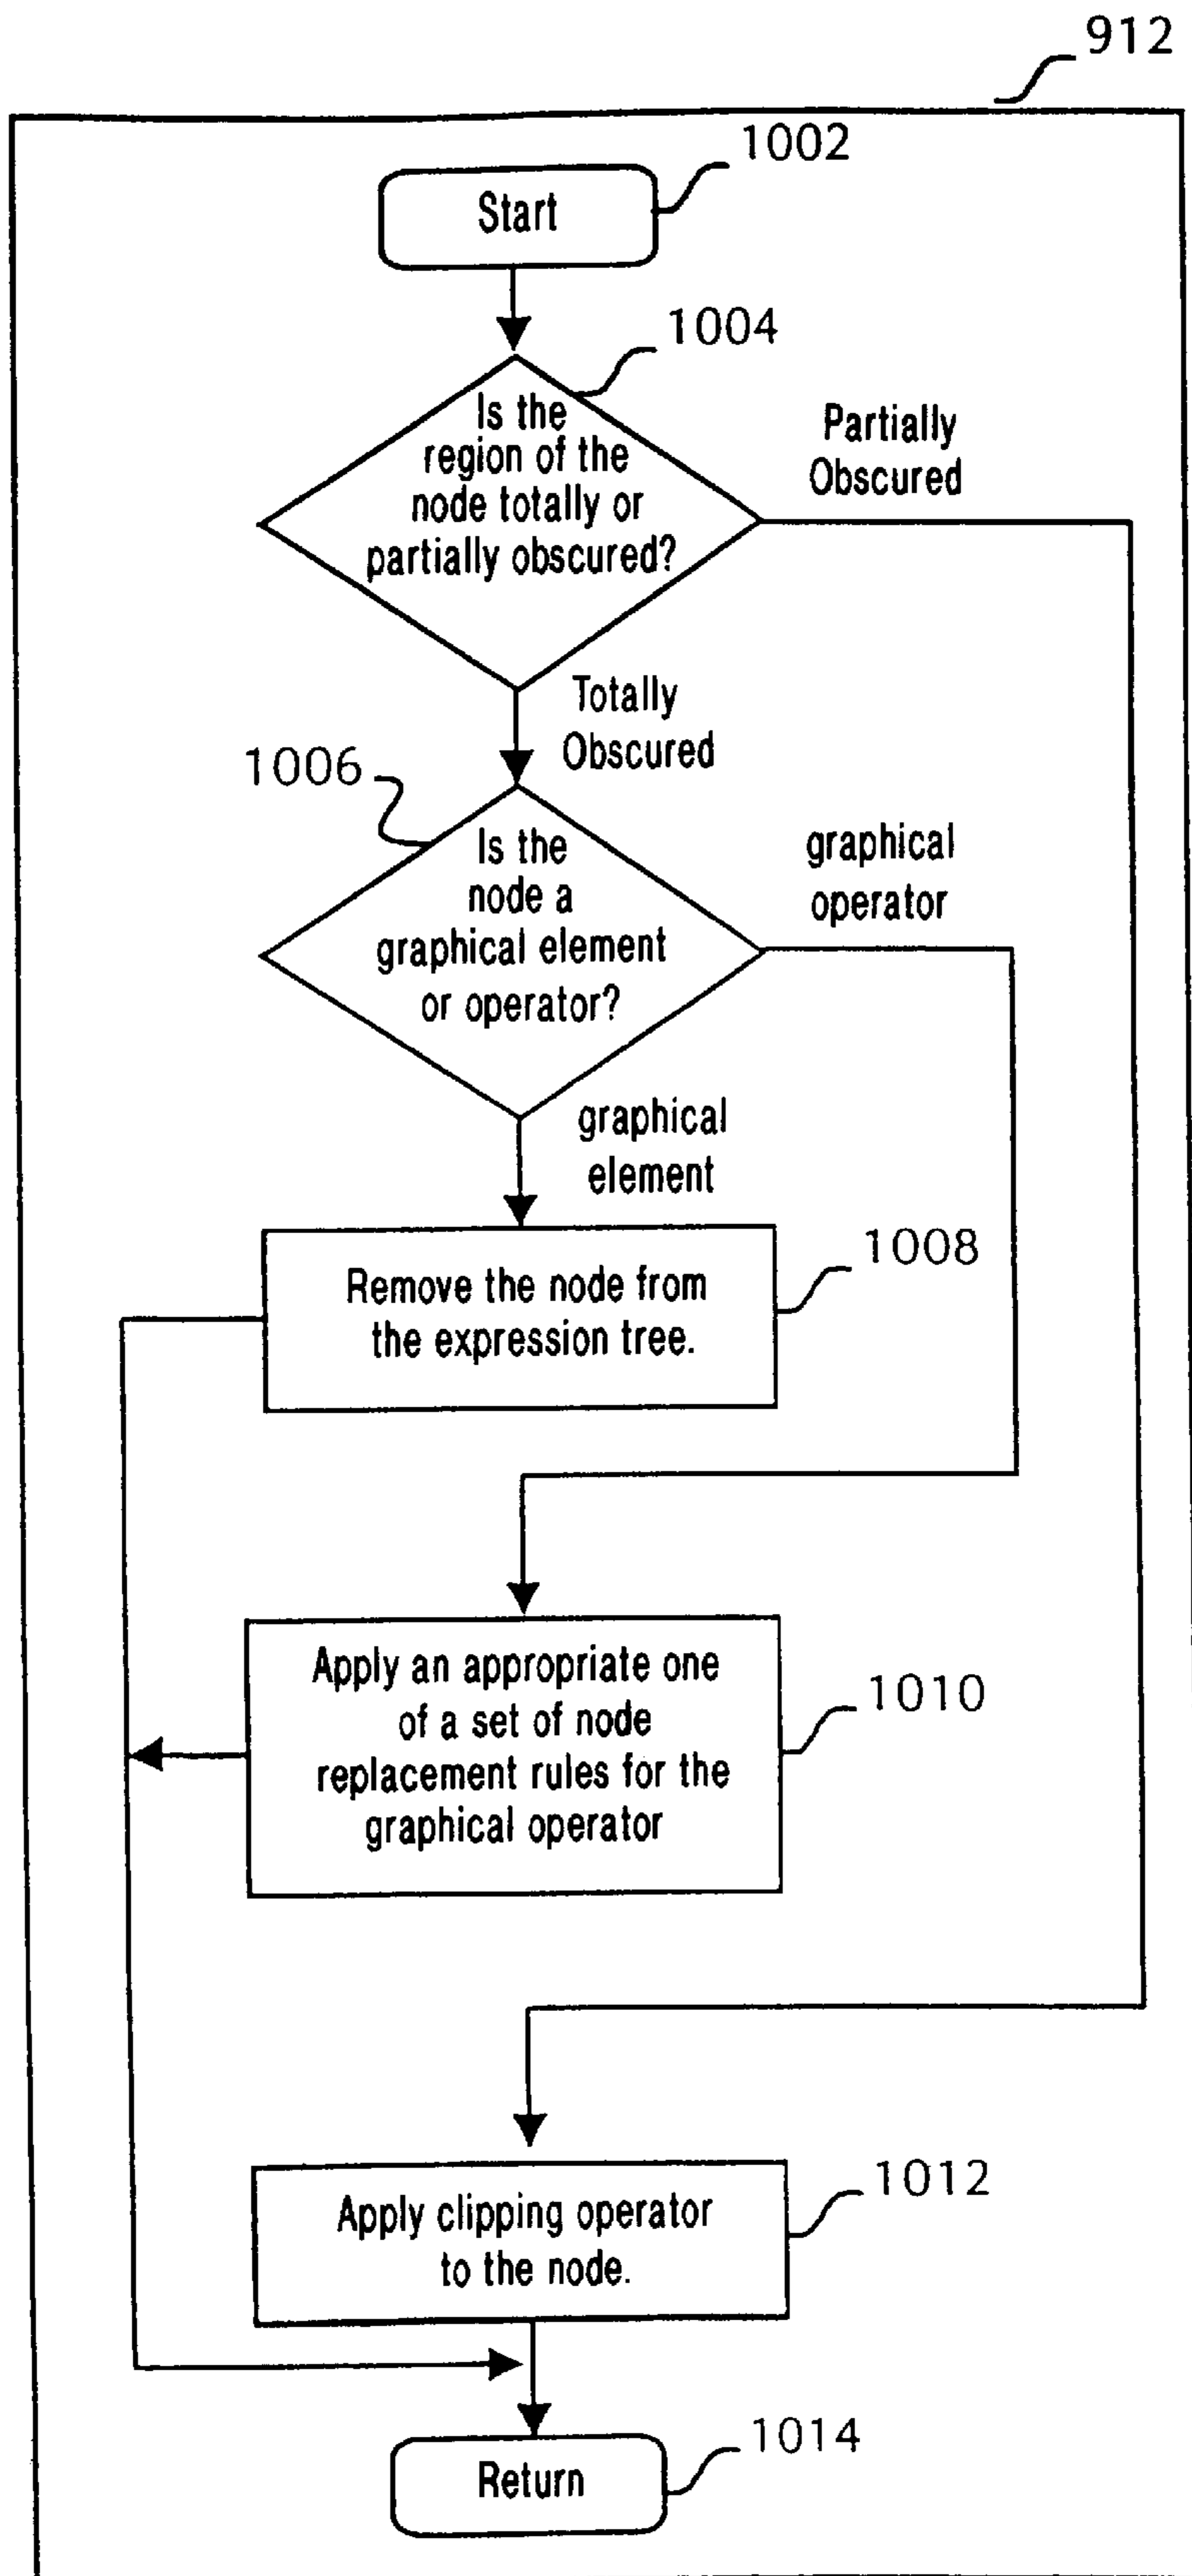 912
1002
Start
1004
Is the
region of the
node totally or
partially obscured?
Partially
Obscured
Totally
Obscured
1006
Is the
node a
graphical element
or operator?
graphical
operator
graphical
element
1008
Remove the node from
the expression tree.
Apply an appropriate one
of a set of node
replacement rules for the
graphical operator
1010
1012
Apply clipping operator
to the node.
1014
Return